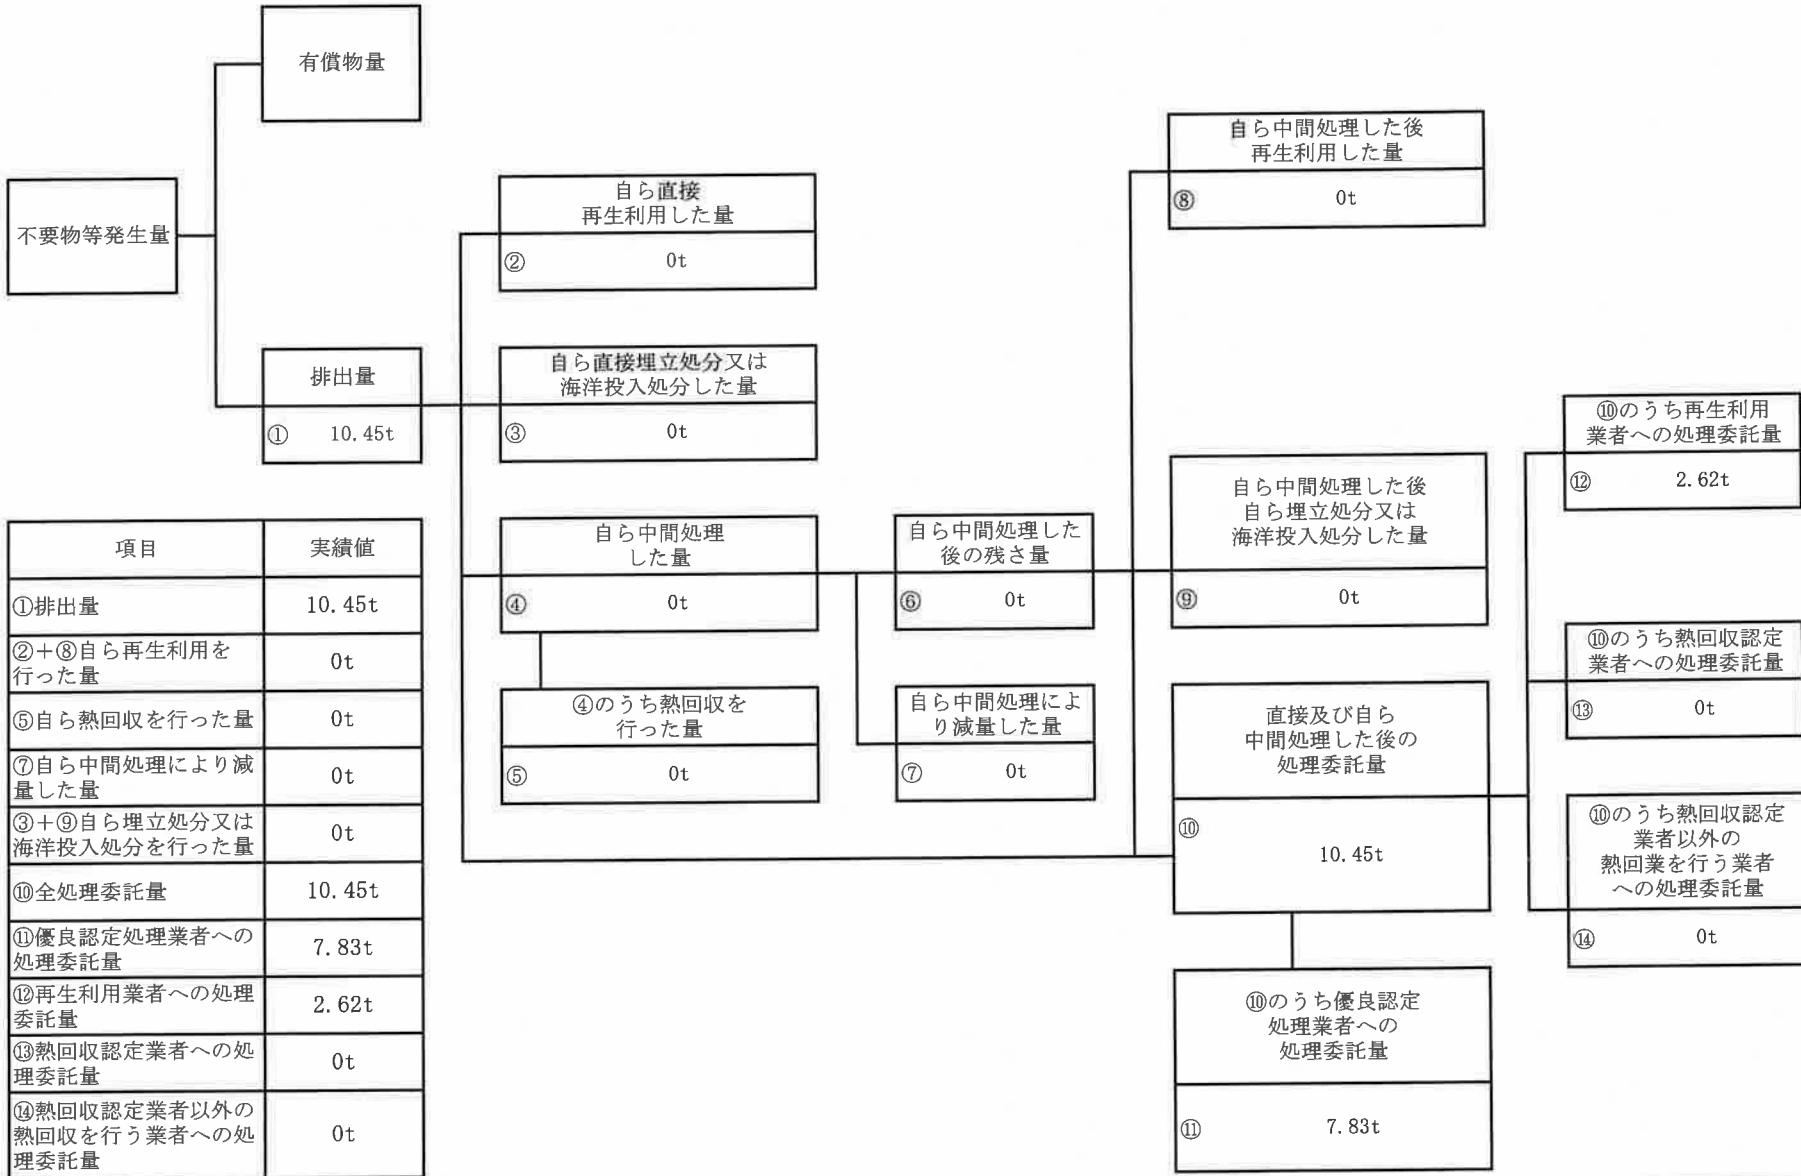 有償物量
不要物等発生量
排出量
① 10.45t
自ら直接
再生利用した量
② 0t
自ら直接埋立処分又は
海洋投入処分した量
③ 0t
自ら中間処理
した量
④ 0t
④のうち熱回収を
行った量
⑤ 0t
自ら中間処理した
後の残さ量
⑥ 0t
自ら中間処理によ
り減量した量
⑦ 0t
自ら中間処理した後
再生利用した量
⑧ 0t
自ら中間処理した後
自ら埋立処分又は
海洋投入処分した量
⑨ 0t
直接及び自ら
中間処理した後の
処理委託量
⑩
10.45t
⑩のうち優良認定
処理業者への
処理委託量
⑪ 7.83t
⑩のうち再生利用
業者への処理委託量
⑫ 2.62t
⑩のうち熱回収認定
業者への処理委託量
⑬ 0t
⑩のうち熱回収認定
業者以外の
熱回業を行う業者
への処理委託量
⑭ 0t
項目 実績値
①排出量 10.45t
②+⑧自ら再生利用を
行った量 0t
⑤自ら熱回収を行った量 0t
⑦自ら中間処理により減
量した量 0t
③+⑨自ら埋立処分又は
海洋投入処分を行った量 0t
⑩全処理委託量 10.45t
⑪優良認定処理業者への
処理委託量 7.83t
⑫再生利用業者への処理
委託量 2.62t
⑬熱回収認定業者への処
理委託量 0t
⑭熱回収認定業者以外の
熱回収を行う業者への処
理委託量 0t